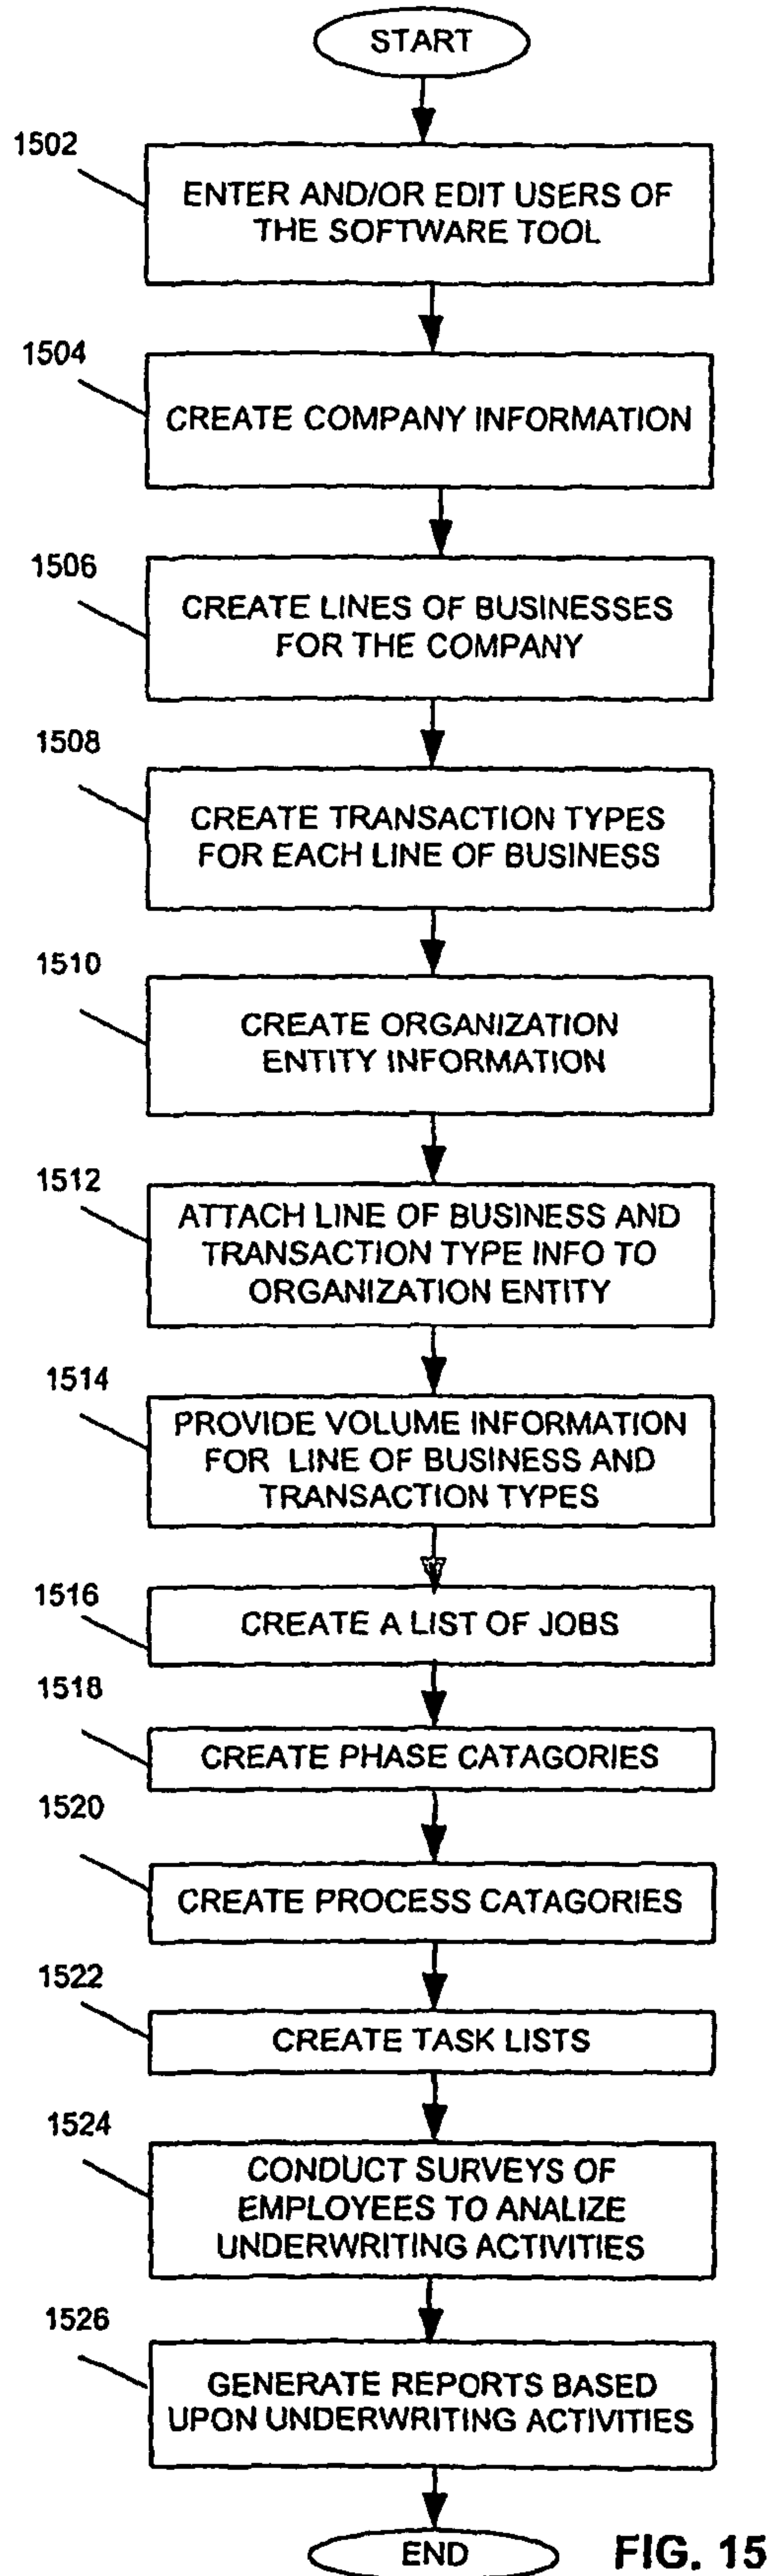 START
1502
ENTER AND/OR EDIT USERS OF
THE SOFTWARE TOOL
1504
CREATE COMPANY INFORMATION
1506
CREATE LINES OF BUSINESSES
FOR THE COMPANY
1508
CREATE TRANSACTION TYPES
FOR EACH LINE OF BUSINESS
1510
CREATE ORGANIZATION
ENTITY INFORMATION
1512
ATTACH LINE OF BUSINESS AND
TRANSACTION TYPE INFO TO
ORGANIZATION ENTITY
1514
PROVIDE VOLUME INFORMATION
FOR LINE OF BUSINESS AND
TRANSACTION TYPES
1516
CREATE A LIST OF JOBS
1518
CREATE PHASE CATAGORIES
1520
CREATE PROCESS CATAGORIES
1522
CREATE TASK LISTS
1524
CONDUCT SURVEYS OF
EMPLOYEES TO ANALIZE
UNDERWRITING ACTIVITIES
1526
GENERATE REPORTS BASED
UPON UNDERWRITING ACTIVITIES
END
FIG. 15